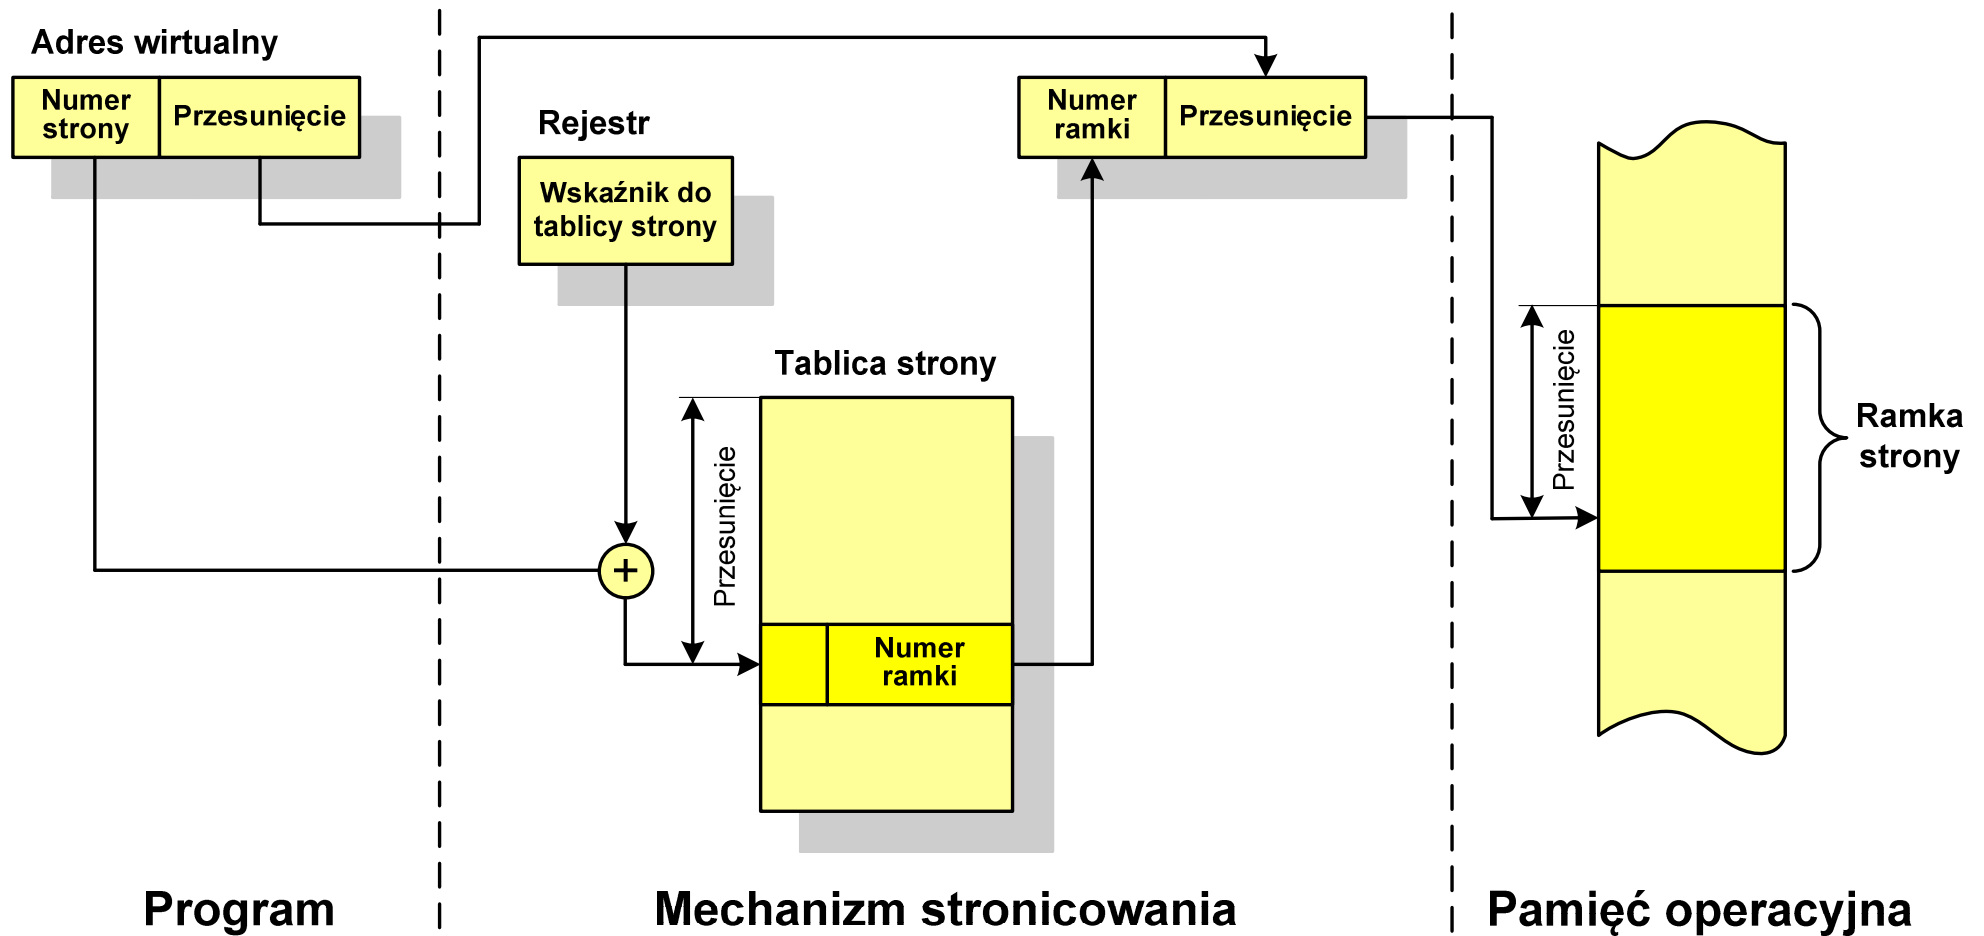 Adres wirtualny
Numer
strony
Przesunięcie
Rejestr
Wskaźnik do
tablicy strony
Numer
ramki
Przesunięcie
Tablica strony
Przesunięcie
+
Numer
ramki
Przesunięcie
Ramka
strony
Program
Mechanizm stronicowania
Pamięć operacyjna